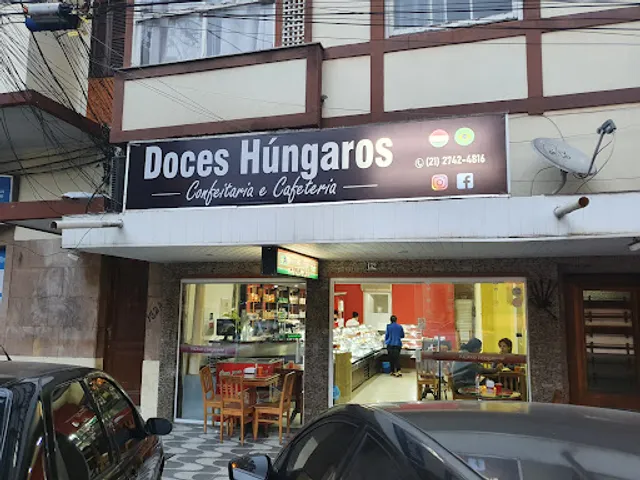 Doces Húngaros
Confeitaria e Cafeteria
(21) 2742-4816